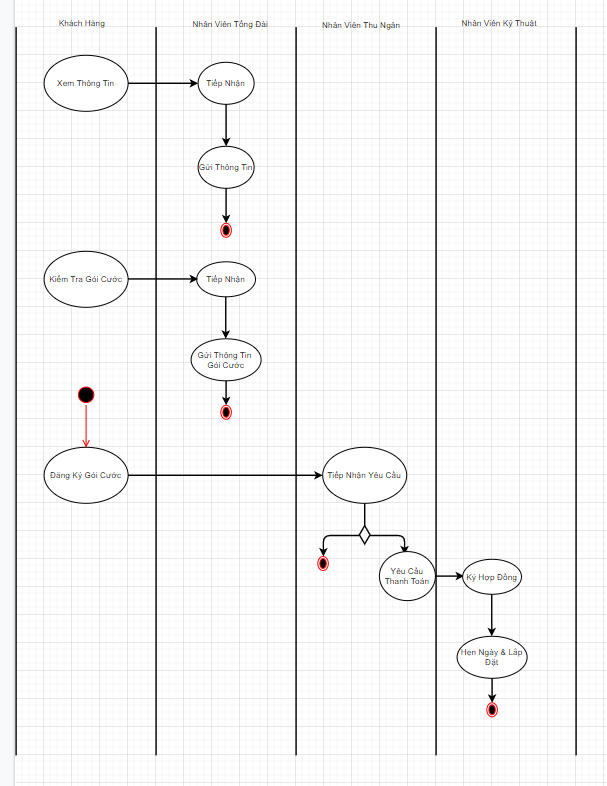 Khách Hàng
Nhân Viên Tổng Đài
Nhân Viên Thu Ngân
Nhân Viên Kỹ Thuật
Xem Thông Tin
Tiếp Nhận
Gửi Thông Tin
Kiểm Tra Gói Cước
Tiếp Nhận
Gửi Thông Tin
Gói Cước
Đăng Ký Gói Cước
Tiếp Nhận Yêu Cầu
Yêu Cầu
Thanh Toán
Ký Hợp Đồng
Hẹn Ngày & Lắp
Đặt